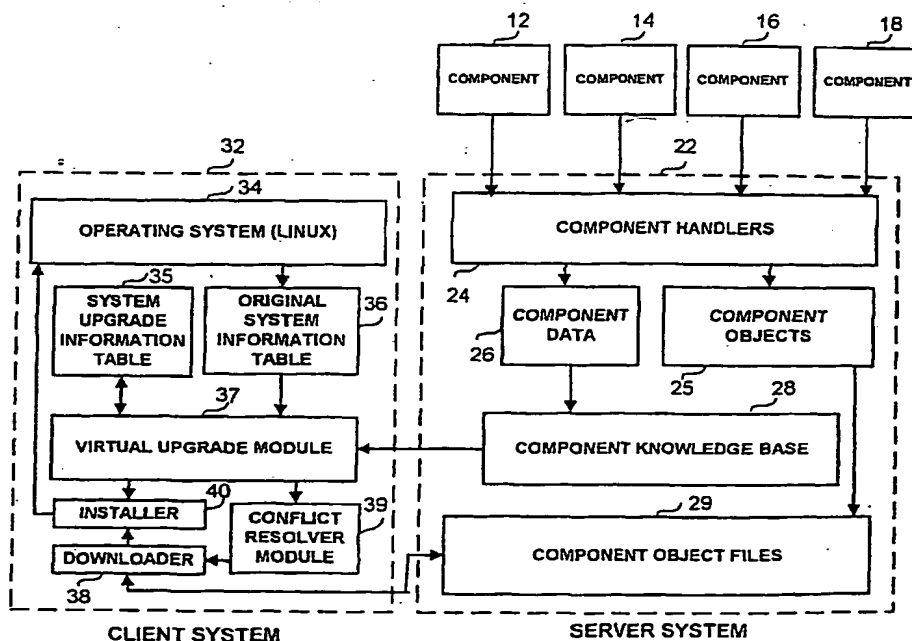 12
14
16
18
COMPONENT
COMPONENT
COMPONENT
COMPONENT
32
22
34
OPERATING SYSTEM (LINUX)
COMPONENT HANDLERS
35
24
SYSTEM
UPGRADE
INFORMATION
TABLE
ORIGINAL
SYSTEM
INFORMATION
TABLE
36
COMPONENT
DATA
26
COMPONENT
OBJECTS
25
37
28
VIRTUAL UPGRADE MODULE
COMPONENT KNOWLEDGE BASE
40
INSTALLER
39
CONFLICT
RESOLVER
MODULE
29
DOWNLOADER
COMPONENT OBJECT FILES
38
CLIENT SYSTEM
SERVER SYSTEM